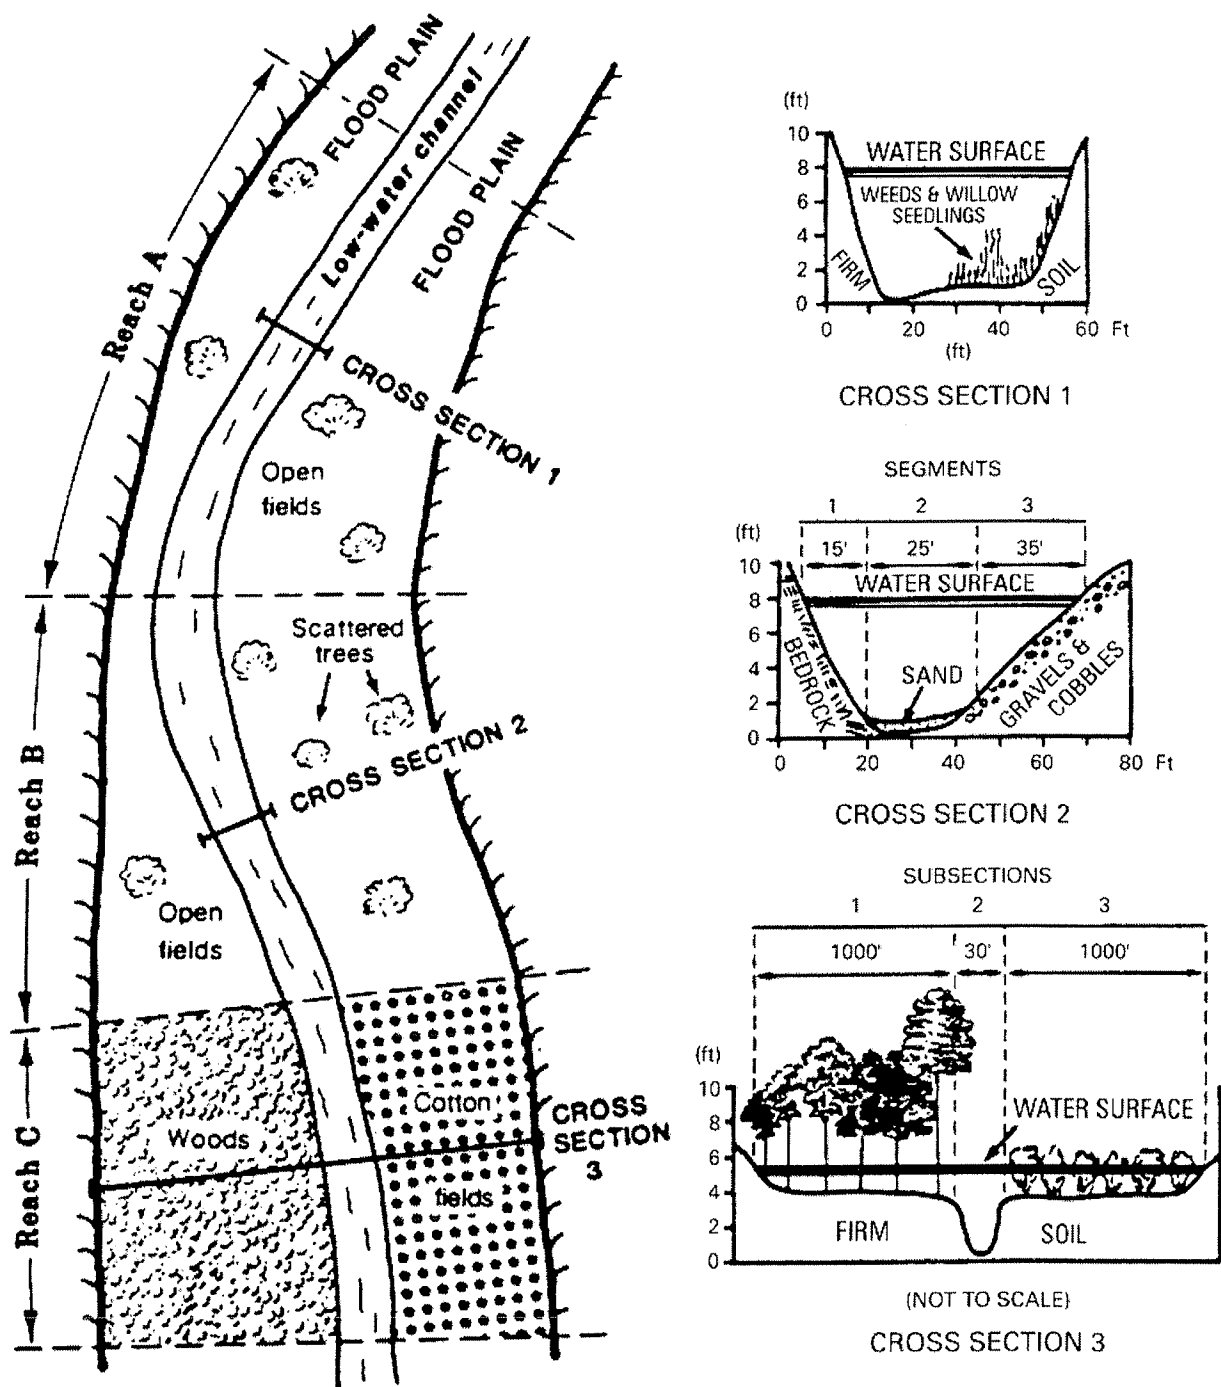 FLOOD PLAIN
Low-water channel
FLOOD PLAIN
Reach A
CROSS SECTION 1
Open
fields
Scattered
trees
Reach B
CROSS SECTION 2
Open
fields
Reach C
Woods
Cotton
fields
CROSS
SECTION
3
(ft)
10
8
6
4
2
0
WATER SURFACE
WEEDS & WILLOW
SEEDLINGS
FIRM
SOIL
0 20 40 60 Ft
(ft)
CROSS SECTION 1
SEGMENTS
1 2 3
(ft)
15' 25' 35'
10
8
6
4
2
0
WATER SURFACE
BEDROCK
SAND
GRAVELS &
COBBLES
0 20 40 60 80 Ft
CROSS SECTION 2
SUBSECTIONS
1 2 3
1000' 30' 1000'
(ft)
10
8
6
4
2
0
WATER SURFACE
FIRM SOIL
(NOT TO SCALE)
CROSS SECTION 3